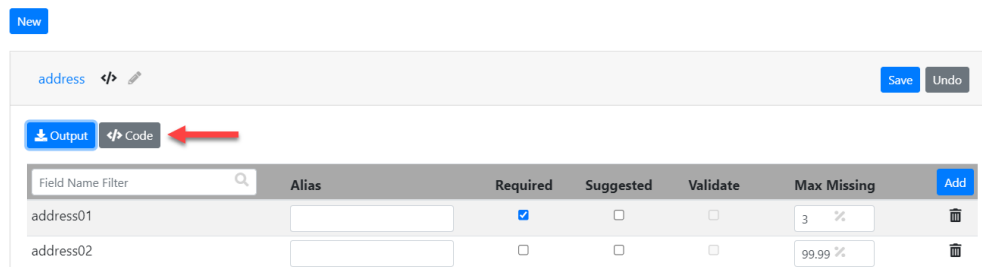 New
address </> Save Undo
Output </> Code
Field Name Filter Alias Required Suggested Validate Max Missing Add
address01 3 %
address02 99.99 %